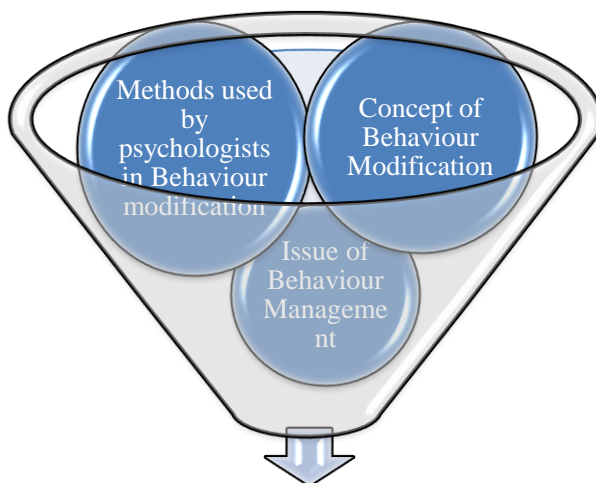 Methods used
by
psychologists
in Behaviour
modification
Concept of
Behaviour
Modification
Issue of
Behaviour
Manageme
nt